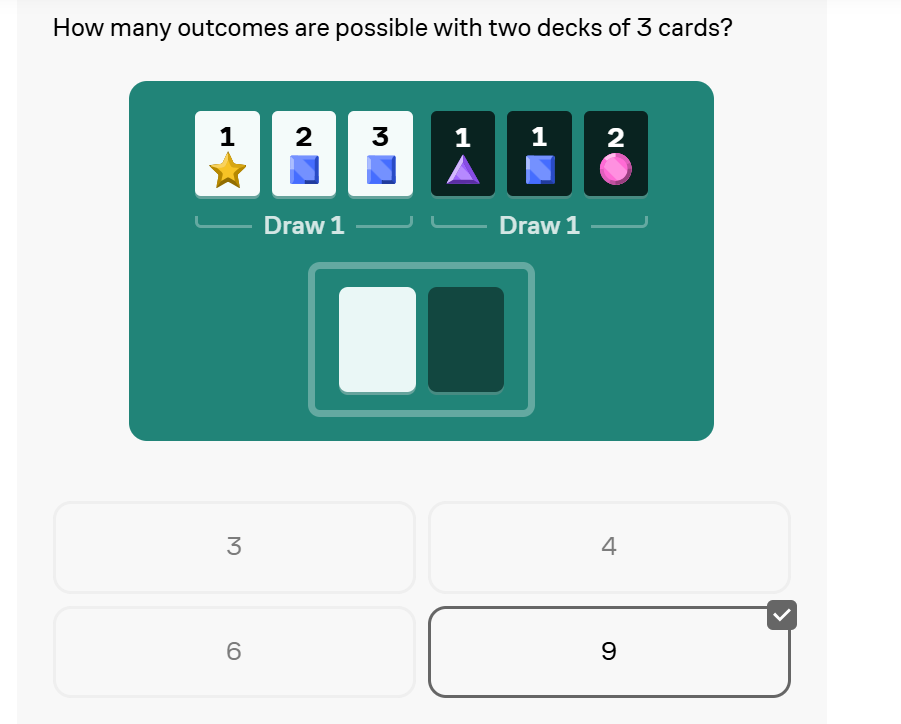 How many outcomes are possible with two decks of 3 cards?
1 2 3 1 1 2
Draw 1 Draw 1
3 4
6 9